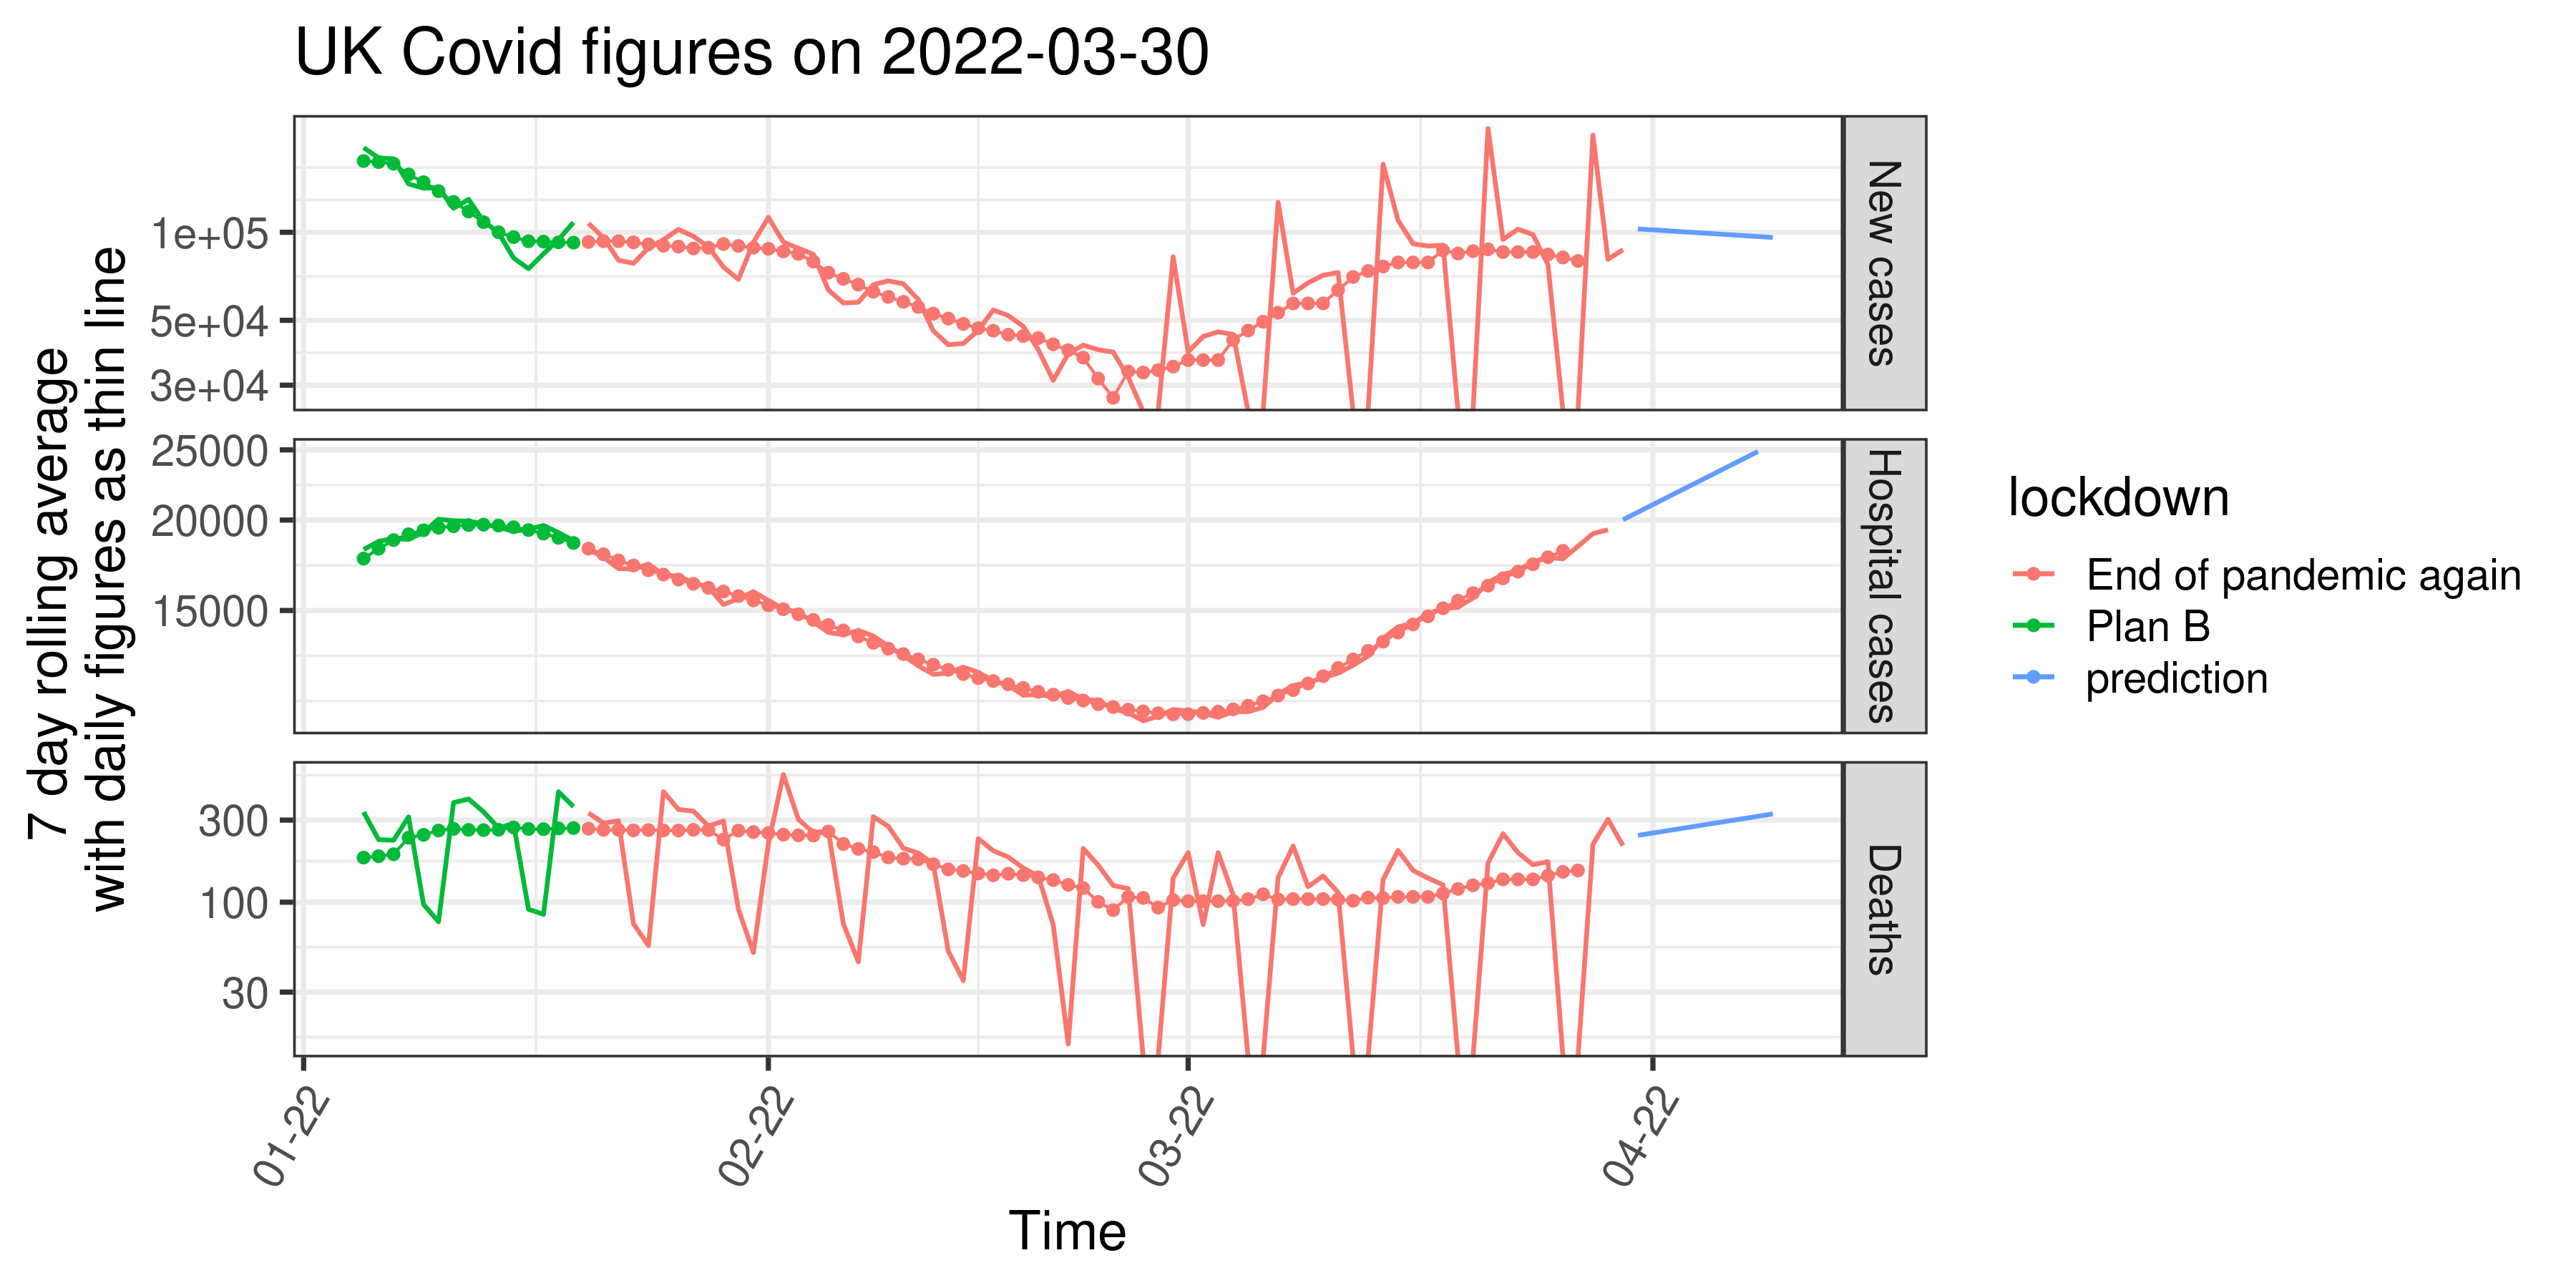 UK Covid figures on 2022-03-30
7 day rolling average
with daily figures as thin line
1e+05
5e+04
3e+04
New cases
25000
20000
15000
Hospital cases
300
100
30
Deaths
01-22
02-22
03-22
04-22
Time
lockdown
End of pandemic again
Plan B
prediction